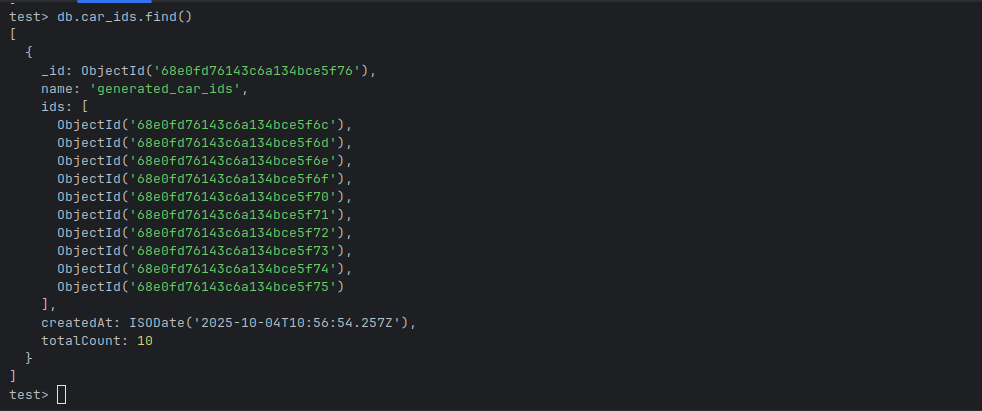 test> db.car_ids.find()
[
  {
    _id: ObjectId('68e0fd76143c6a134bce5f76'),
    name: 'generated_car_ids',
    ids: [
      ObjectId('68e0fd76143c6a134bce5f6c'),
      ObjectId('68e0fd76143c6a134bce5f6d'),
      ObjectId('68e0fd76143c6a134bce5f6e'),
      ObjectId('68e0fd76143c6a134bce5f6f'),
      ObjectId('68e0fd76143c6a134bce5f70'),
      ObjectId('68e0fd76143c6a134bce5f71'),
      ObjectId('68e0fd76143c6a134bce5f72'),
      ObjectId('68e0fd76143c6a134bce5f73'),
      ObjectId('68e0fd76143c6a134bce5f74'),
      ObjectId('68e0fd76143c6a134bce5f75')
    ],
    createdAt: ISODate('2025-10-04T10:56:54.257Z'),
    totalCount: 10
  }
]
test>